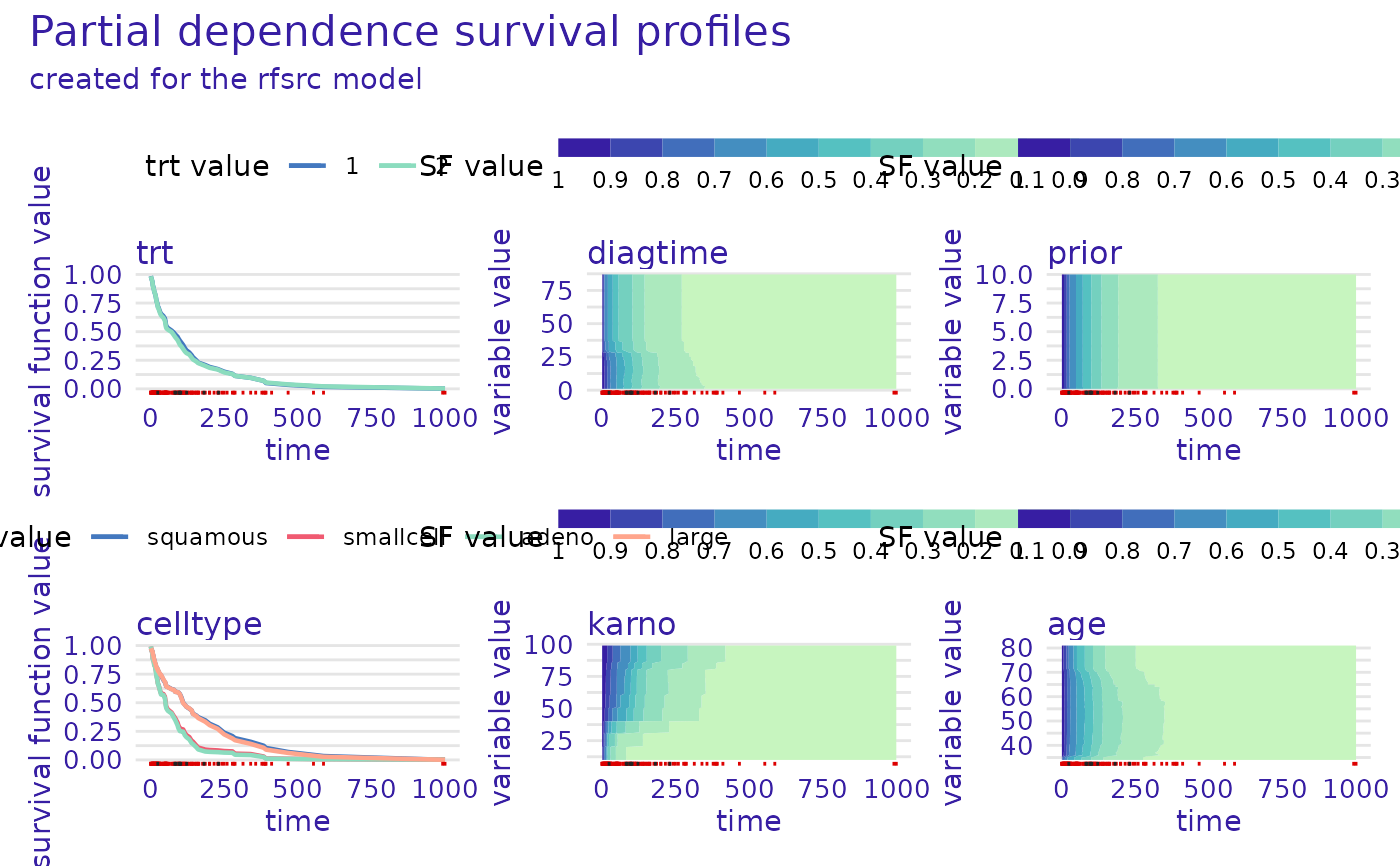 Partial dependence survival profiles
created for the rfsrc model
trt value 1 2
SF value
1 0.9 0.8 0.7 0.6 0.5 0.4 0.3 0.2 0.1
SF value
1 0.9 0.8 0.7 0.6 0.5 0.4 0.3
trt
survival function value
1.00
0.75
0.50
0.25
0.00
0 250 500 750 1000
time
diagtime
variable value
75
50
25
0
0 250 500 750 1000
time
prior
variable value
10.0
7.5
5.0
2.5
0.0
0 250 500 750 1000
time
value squamous smallcell adeno large
SF value
1 0.9 0.8 0.7 0.6 0.5 0.4 0.3 0.2 0.1
SF value
1 0.9 0.8 0.7 0.6 0.5 0.4 0.3
celltype
survival function value
1.00
0.75
0.50
0.25
0.00
0 250 500 750 1000
time
karno
variable value
100
75
50
25
0 250 500 750 1000
time
age
variable value
80
70
60
50
40
0 250 500 750 1000
time